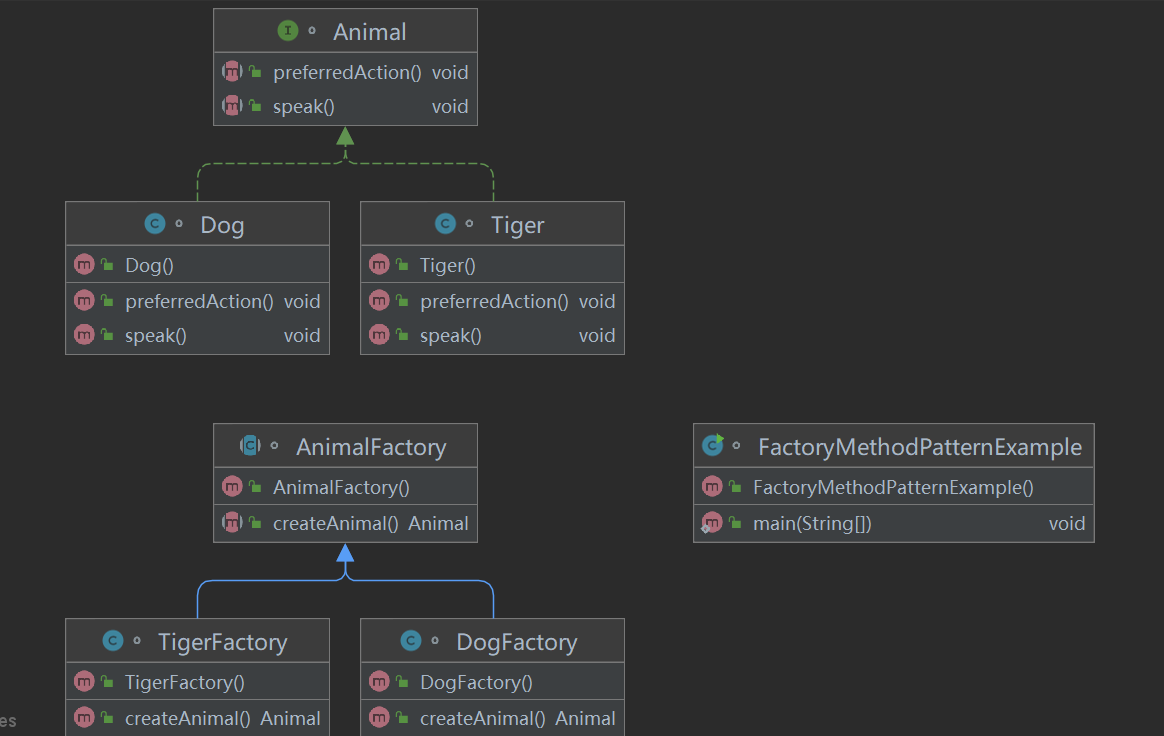 Animal
preferredAction() void
speak() void
Dog
Dog()
preferredAction() void
speak() void
Tiger
Tiger()
preferredAction() void
speak() void
AnimalFactory
AnimalFactory()
createAnimal() Animal
FactoryMethodPatternExample
FactoryMethodPatternExample()
main(String[]) void
TigerFactory
TigerFactory()
createAnimal() Animal
DogFactory
DogFactory()
createAnimal() Animal
es